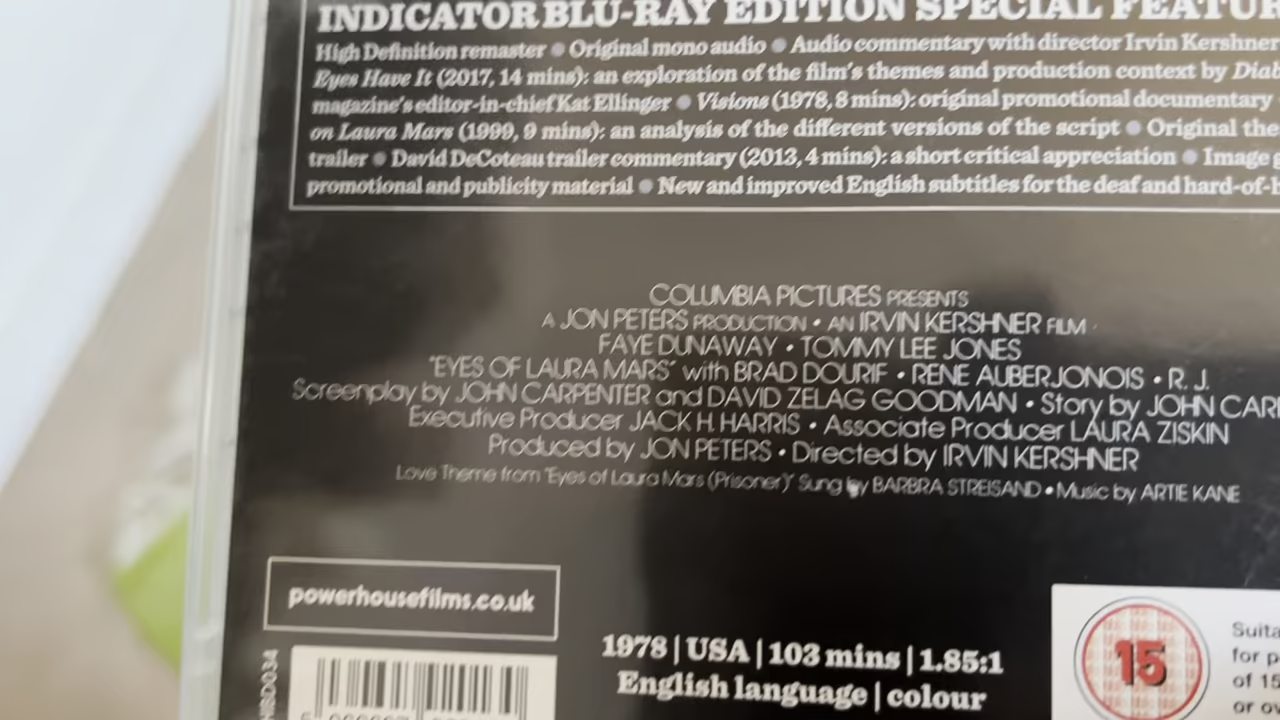 INDICATOR BLU-RAY EDITION SPECIAL
High Definition remaster • Original mono audio • Audio commentary with director Irvin Kershner
Eyes Have It (2017, 14 mins): an exploration of the film's themes and production context by
magazine's editor-in-chief Kat Ellinger • Visions (1978, 8 mins): original promotional documentary
on Laura Mars (1999, 9 mins): an analysis of the different versions of the script • Original
trailer • David DeCoteau trailer commentary (2013, 4 mins): a short critical appreciation • Image
promotional and publicity material • New and improved English subtitles for the deaf and
COLUMBIA PICTURES PRESENTS
A JON PETERS PRODUCTION • AN IRVIN KERSHNER FILM
FAYE DUNAWAY • TOMMY LEE JONES
"EYES OF LAURA MARS" with BRAD DOURIF • RENE AUBERJONOIS • R. J.
Screenplay by JOHN CARPENTER and DAVID ZELAG GOODMAN • Story by JOHN
Executive Producer JACK H. HARRIS • Associate Producer LAURA ZISKIN
Produced by JON PETERS • Directed by IRVIN KERSHNER
Love Theme from "Eyes of Laura Mars (Prisoner)" Sung by BARBRA STREISAND • Music by ARTIE KANE
powerhousefilms.co.uk
1978 | USA | 103 mins | 1.85:1
English language | colour
15
for
of 15
or